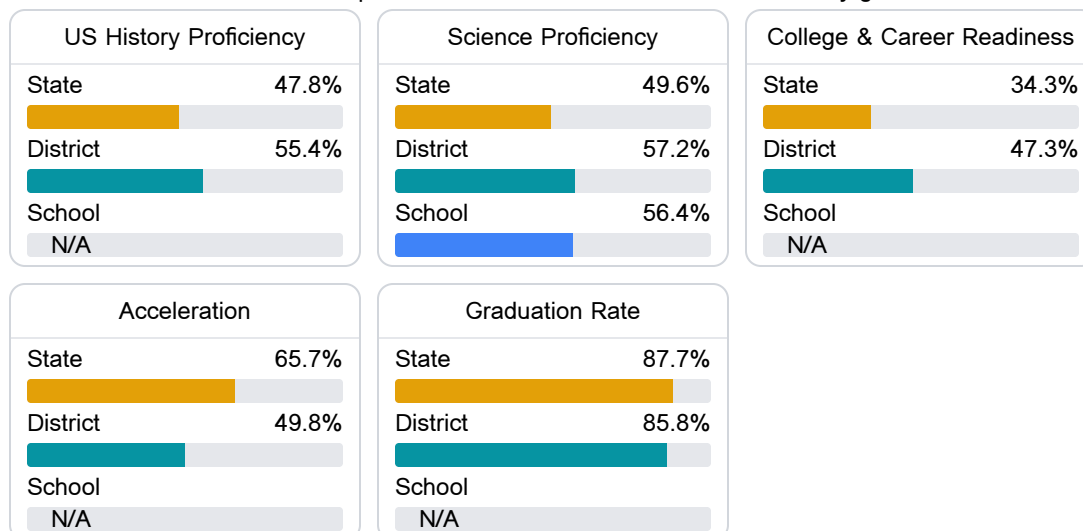 US History Proficiency
State 47.8%
District 55.4%
School
N/A
Science Proficiency
State 49.6%
District 57.2%
School 56.4%
College & Career Readiness
State 34.3%
District 47.3%
School
N/A
Acceleration
State 65.7%
District 49.8%
School
N/A
Graduation Rate
State 87.7%
District 85.8%
School
N/A